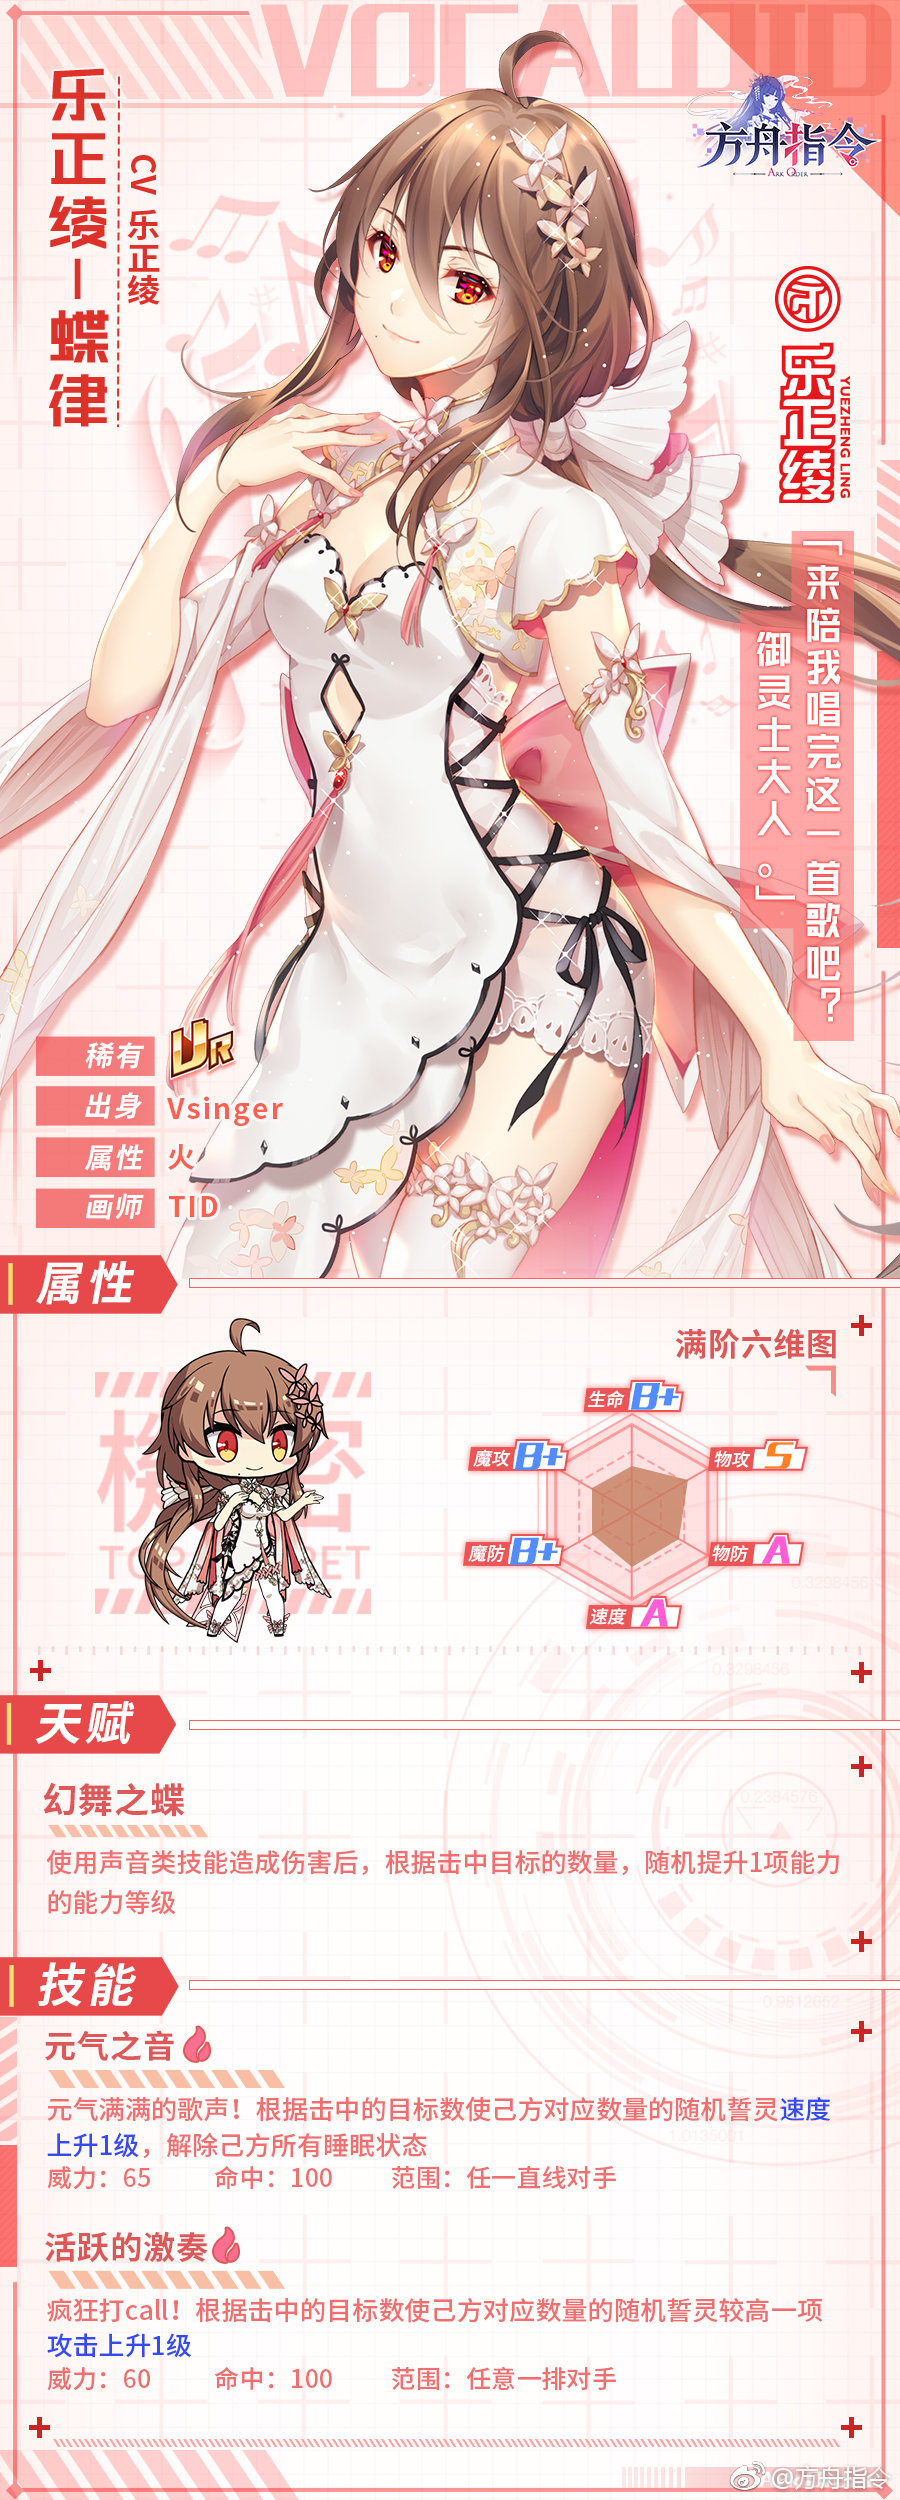 VOCALOID
乐正绫—蝶律
CV 乐正绫
方舟指令
ARK ORDER
乐正绫
YUEZHENG LING
「来陪我唱完这一首歌吧？
御灵士大人。」
稀有 UR
出身 Vsinger
属性 火
画师 TID
属性
满阶六维图
生命 B+
魔攻 B+
物攻 S
魔防 B+
物防 A
速度 A
天赋
幻舞之蝶
使用声音类技能造成伤害后，根据击中目标的数量，随机提升1项能力
的能力等级
技能
元气之音
元气满满的歌声！根据击中的目标数使己方对应数量的随机誓灵速度
上升1级，解除己方所有睡眠状态
威力：65 命中：100 范围：任一直线对手
活跃的激奏
疯狂打call！根据击中的目标数使己方对应数量的随机誓灵较高一项
攻击上升1级
威力：60 命中：100 范围：任意一排对手
@方舟指令